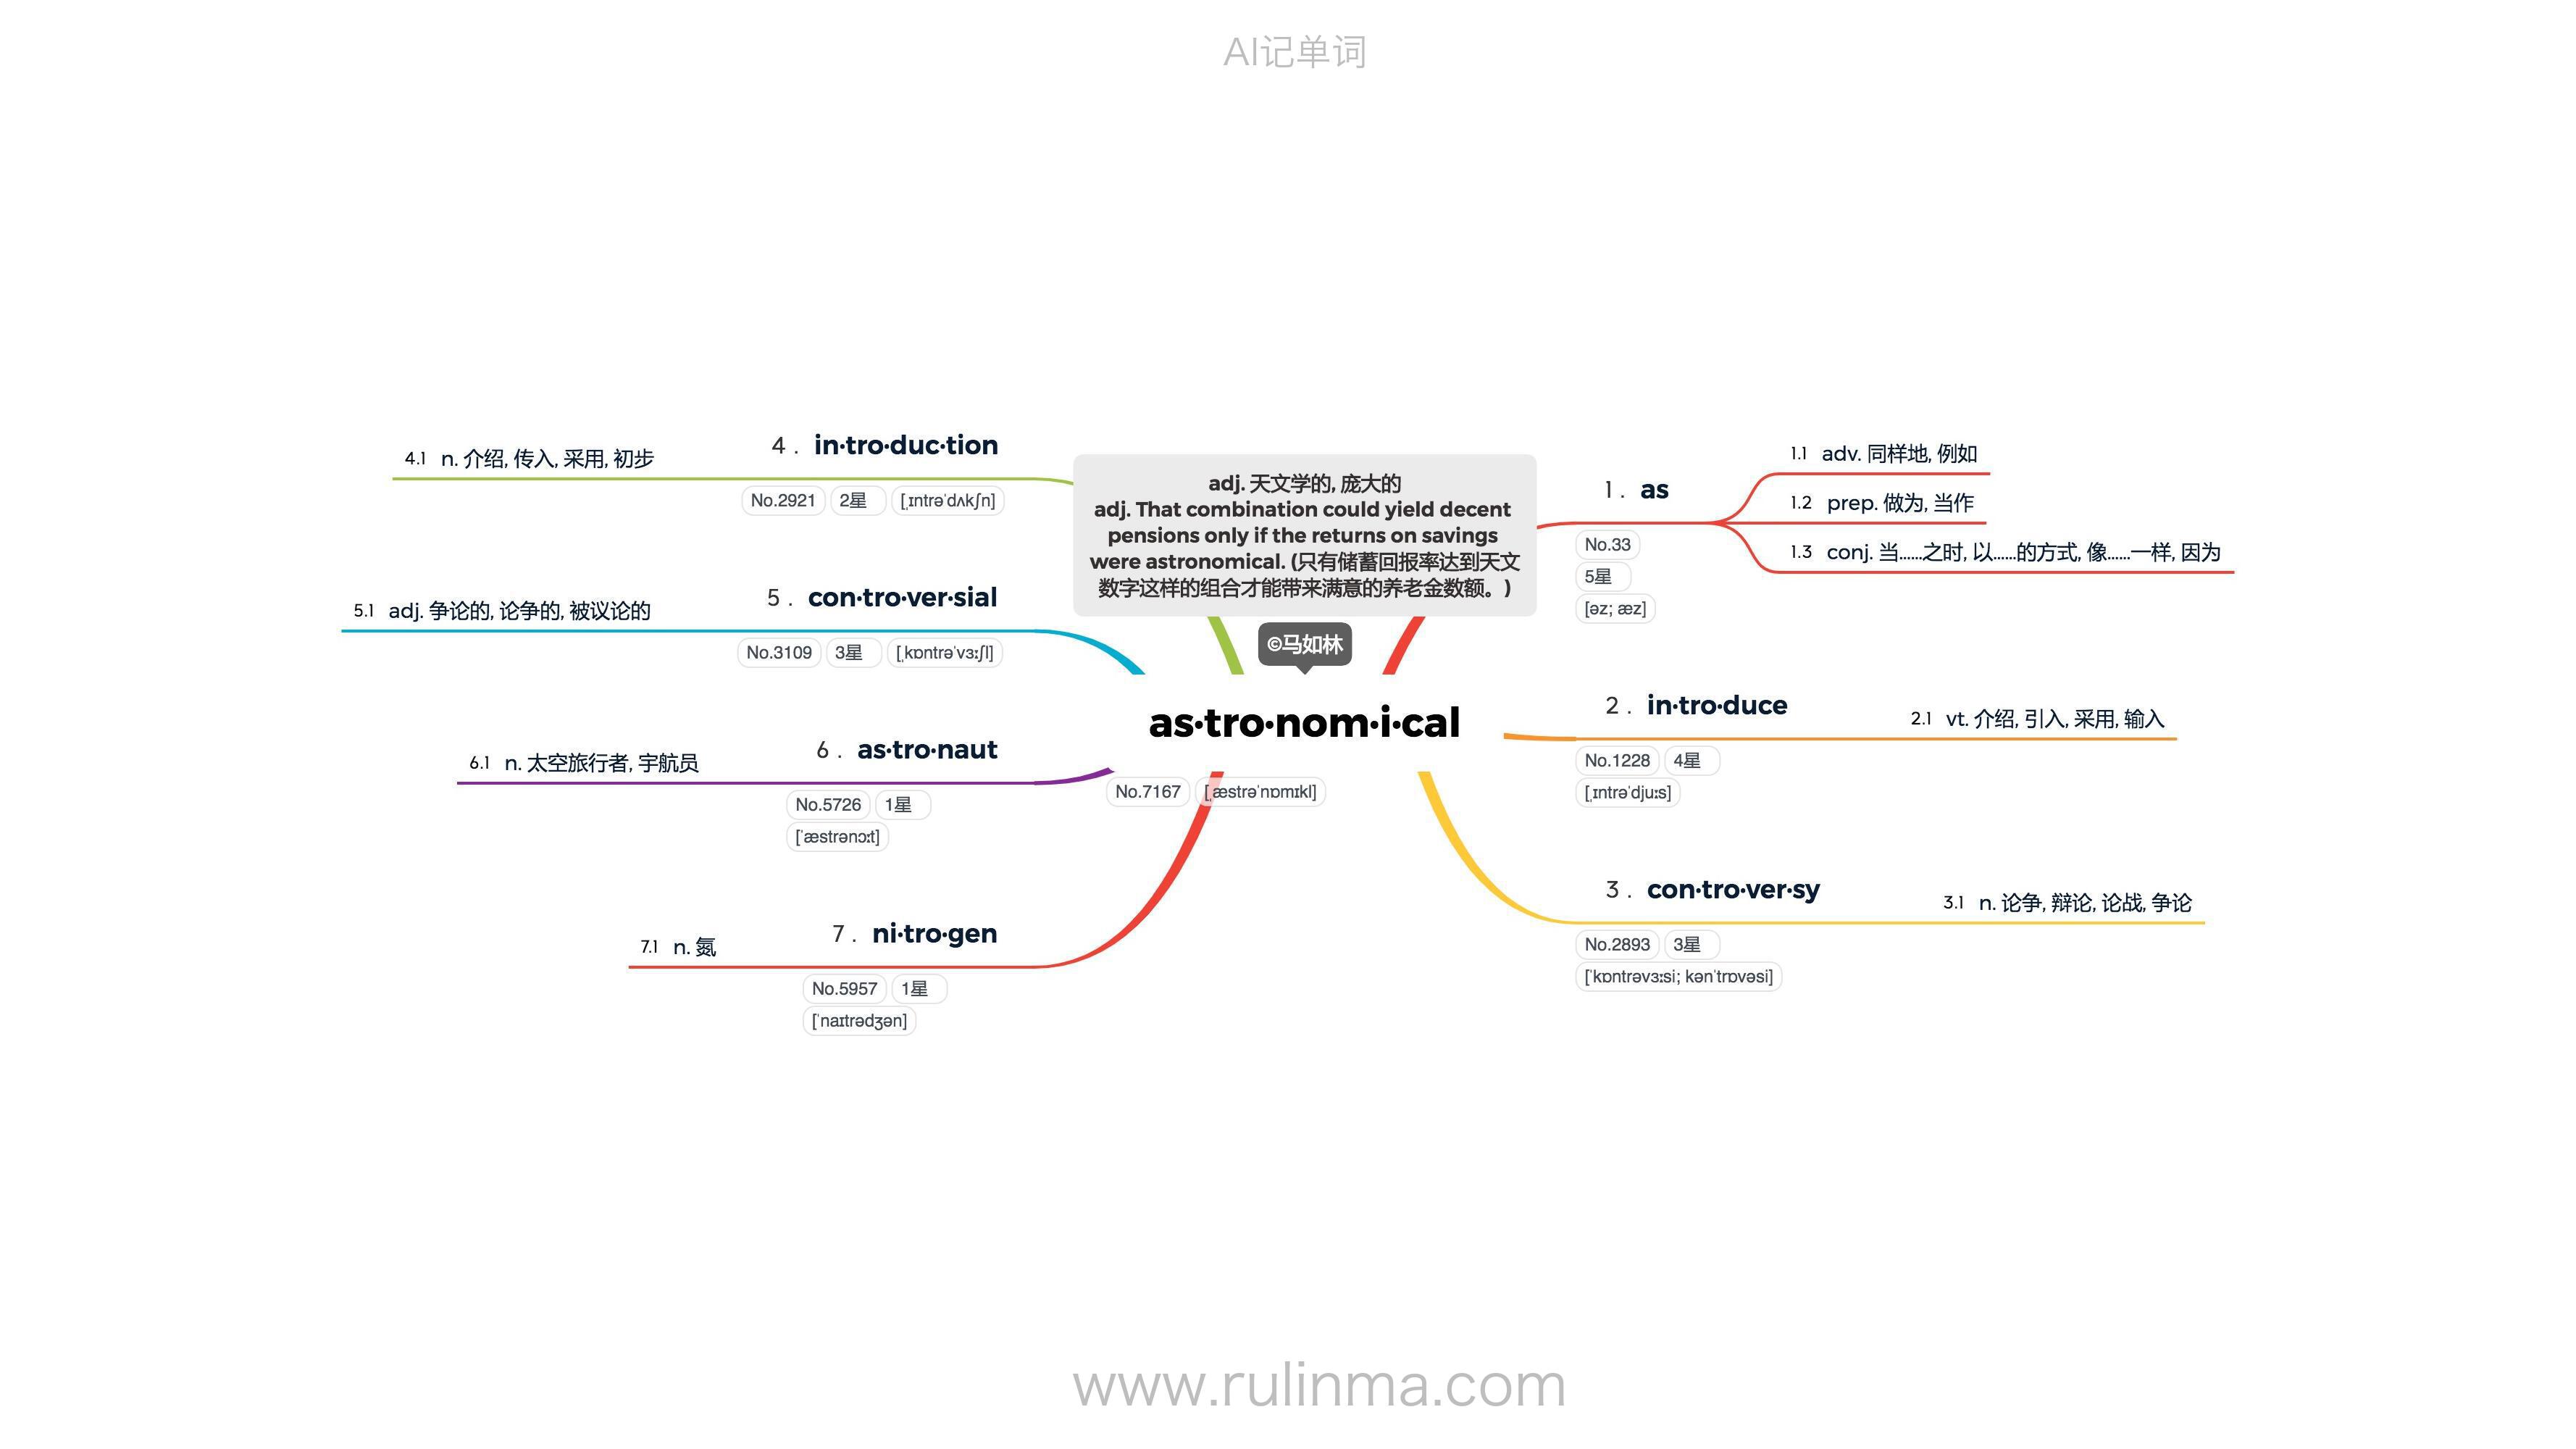 AI记单词
adj. 天文学的, 庞大的
adj. That combination could yield decent
pensions only if the returns on savings
were astronomical. (只有储蓄回报率达到天文
数字这样的组合才能带来满意的养老金数额。)
©马如林
as·tro·nom·i·cal
No.7167 [ˌæstrəˈnɒmɪkl]
1 . as
No.33
5星
[əz; æz]
1.1 adv. 同样地, 例如
1.2 prep. 做为, 当作
1.3 conj. 当......之时, 以......的方式, 像......一样, 因为
2 . in·tro·duce
No.1228 4星
[ˌɪntrəˈdjuːs]
2.1 vt. 介绍, 引入, 采用, 输入
3 . con·tro·ver·sy
No.2893 3星
[ˈkɒntrəvɜːsi; kənˈtrɒvəsi]
3.1 n. 论争, 辩论, 论战, 争论
4 . in·tro·duc·tion
No.2921 2星 [ˌɪntrəˈdʌkʃn]
4.1 n. 介绍, 传入, 采用, 初步
5 . con·tro·ver·sial
No.3109 3星 [ˌkɒntrəˈvɜːʃl]
5.1 adj. 争论的, 论争的, 被议论的
6 . as·tro·naut
No.5726 1星
[ˈæstrənɔːt]
6.1 n. 太空旅行者, 宇航员
7 . ni·tro·gen
No.5957 1星
[ˈnaɪtrədʒən]
7.1 n. 氮
www.rulinma.com